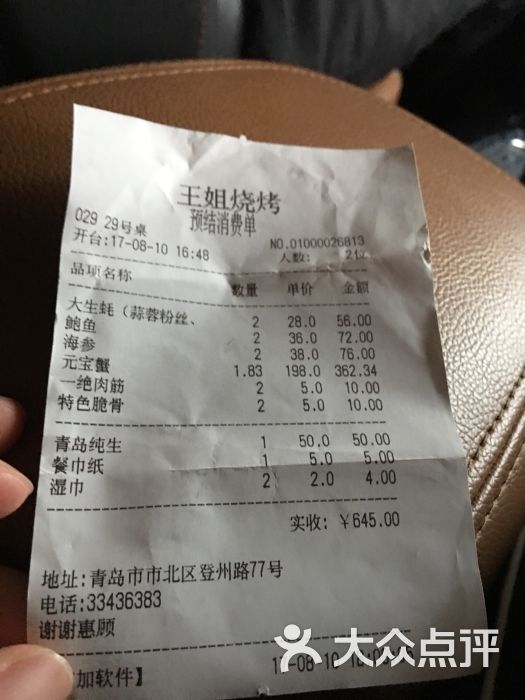 王姐烧烤
预结消费单
029 29号桌
NO.01000026813
开台:17-08-10 16:48 人数: 2位
品项名称 数量 单价 金额
大生蚝（蒜蓉粉丝、 2 28.0 56.00
鲍鱼 2 36.0 72.00
海参 2 38.0 76.00
元宝蟹 1.83 198.0 362.34
一绝肉筋 2 5.0 10.00
特色脆骨 2 5.0 10.00
青岛纯生 1 50.0 50.00
餐巾纸 1 5.0 5.00
湿巾 2 2.0 4.00
实收: ￥645.00
地址:青岛市市北区登州路77号
电话:33436383
谢谢惠顾
加软件】 17-08-10
大众点评